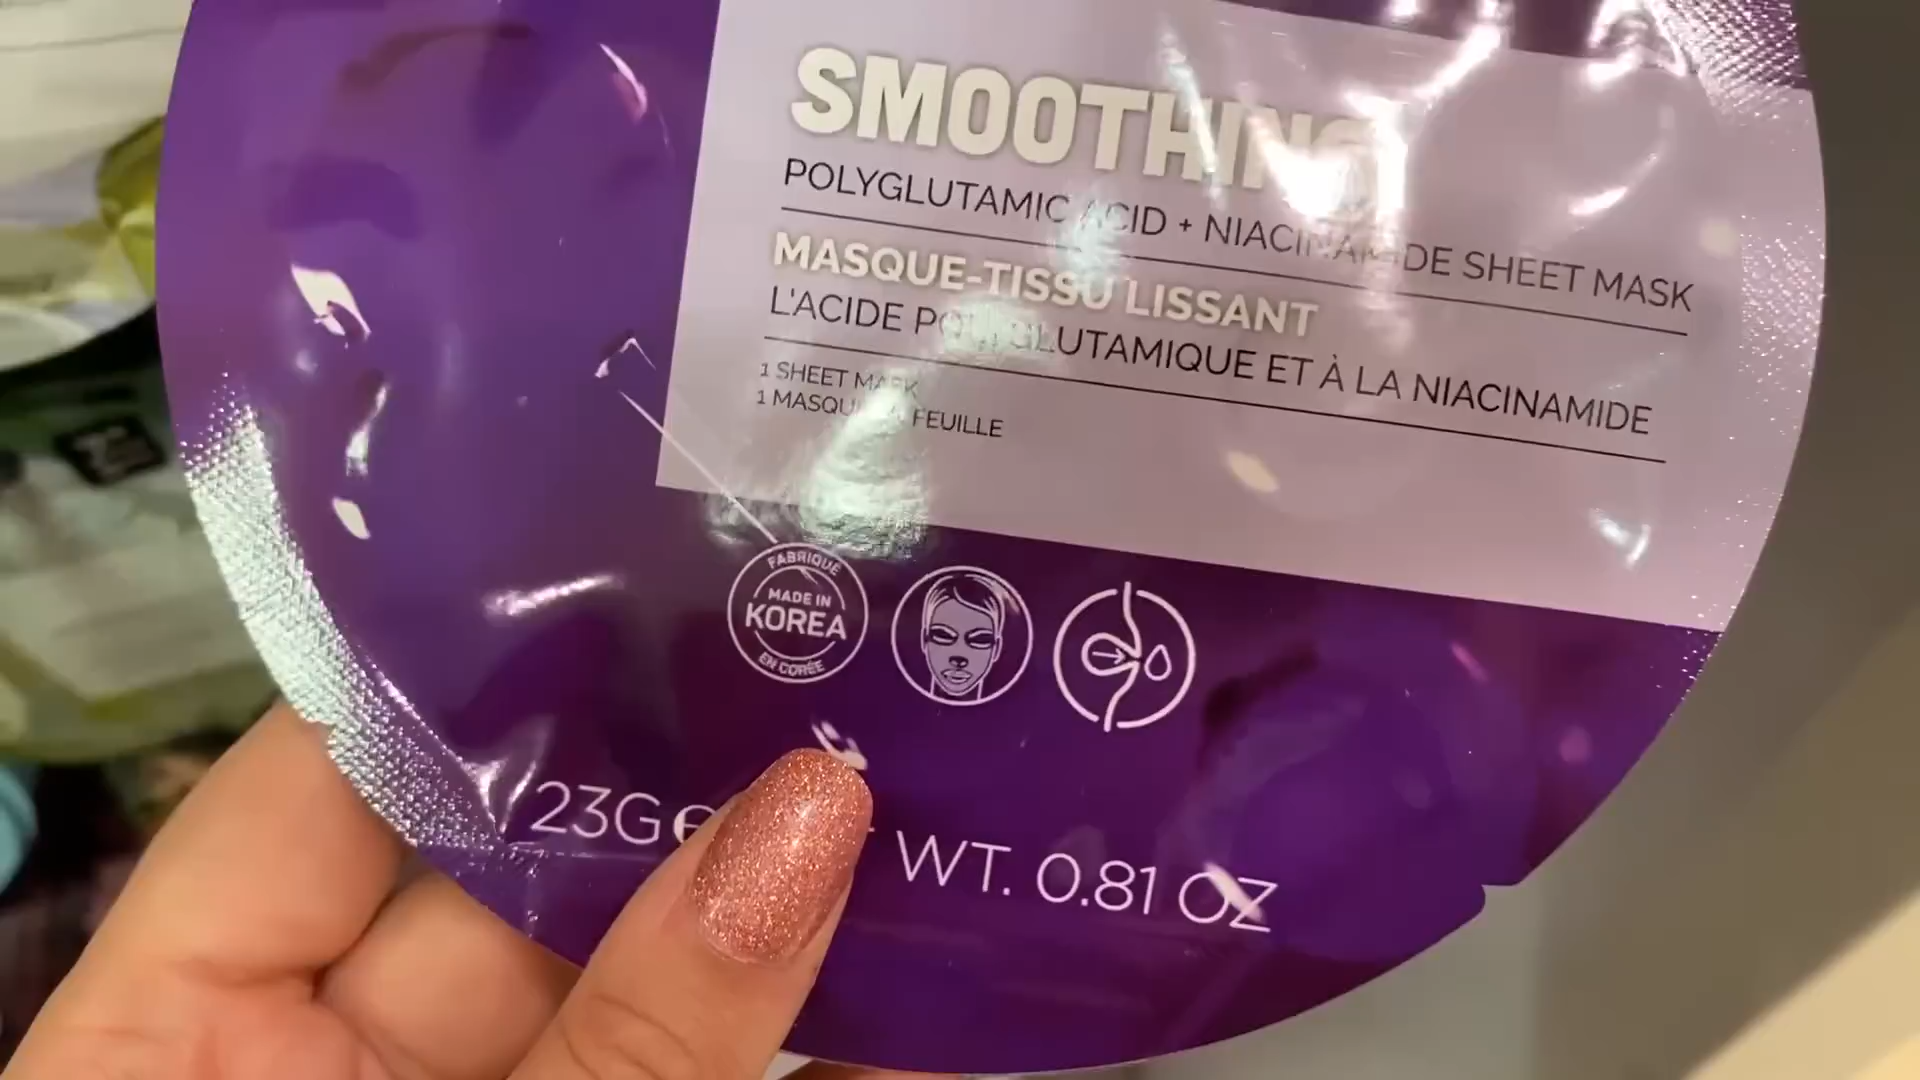 SMOOTHING
POLYGLUTAMIC ACID + NIACINAMIDE SHEET MASK
MASQUE-TISSU LISSANT
L'ACIDE POLYGLUTAMIQUE ET À LA NIACINAMIDE
1 SHEET MASK
1 MASQUE FEUILLE
FABRIQUÉ
MADE IN
KOREA
EN CORÉE
23G e WT. 0.81 OZ